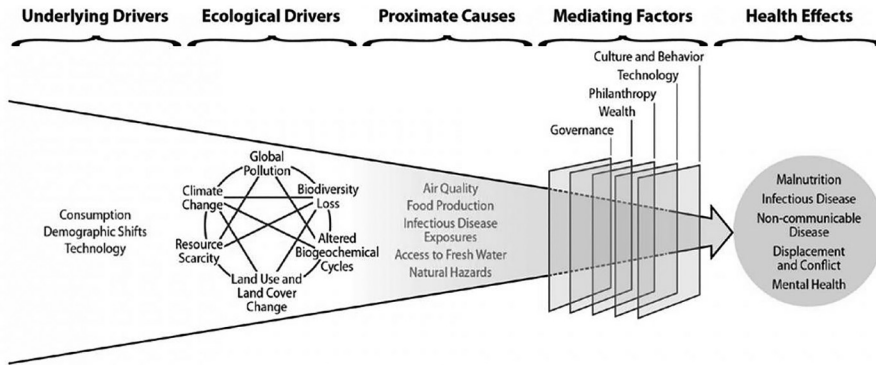 Underlying Drivers
Ecological Drivers
Proximate Causes
Mediating Factors
Health Effects
Consumption
Demographic Shifts
Technology
Global
Pollution
Biodiversity
Loss
Altered
Biogeochemical
Cycles
Land Use and
Land Cover
Change
Resource
Scarcity
Climate
Change
Air Quality
Food Production
Infectious Disease
Exposures
Access to Fresh Water
Natural Hazards
Culture and Behavior
Technology
Philanthropy
Wealth
Governance
Malnutrition
Infectious Disease
Non-communicable
Disease
Displacement
and Conflict
Mental Health